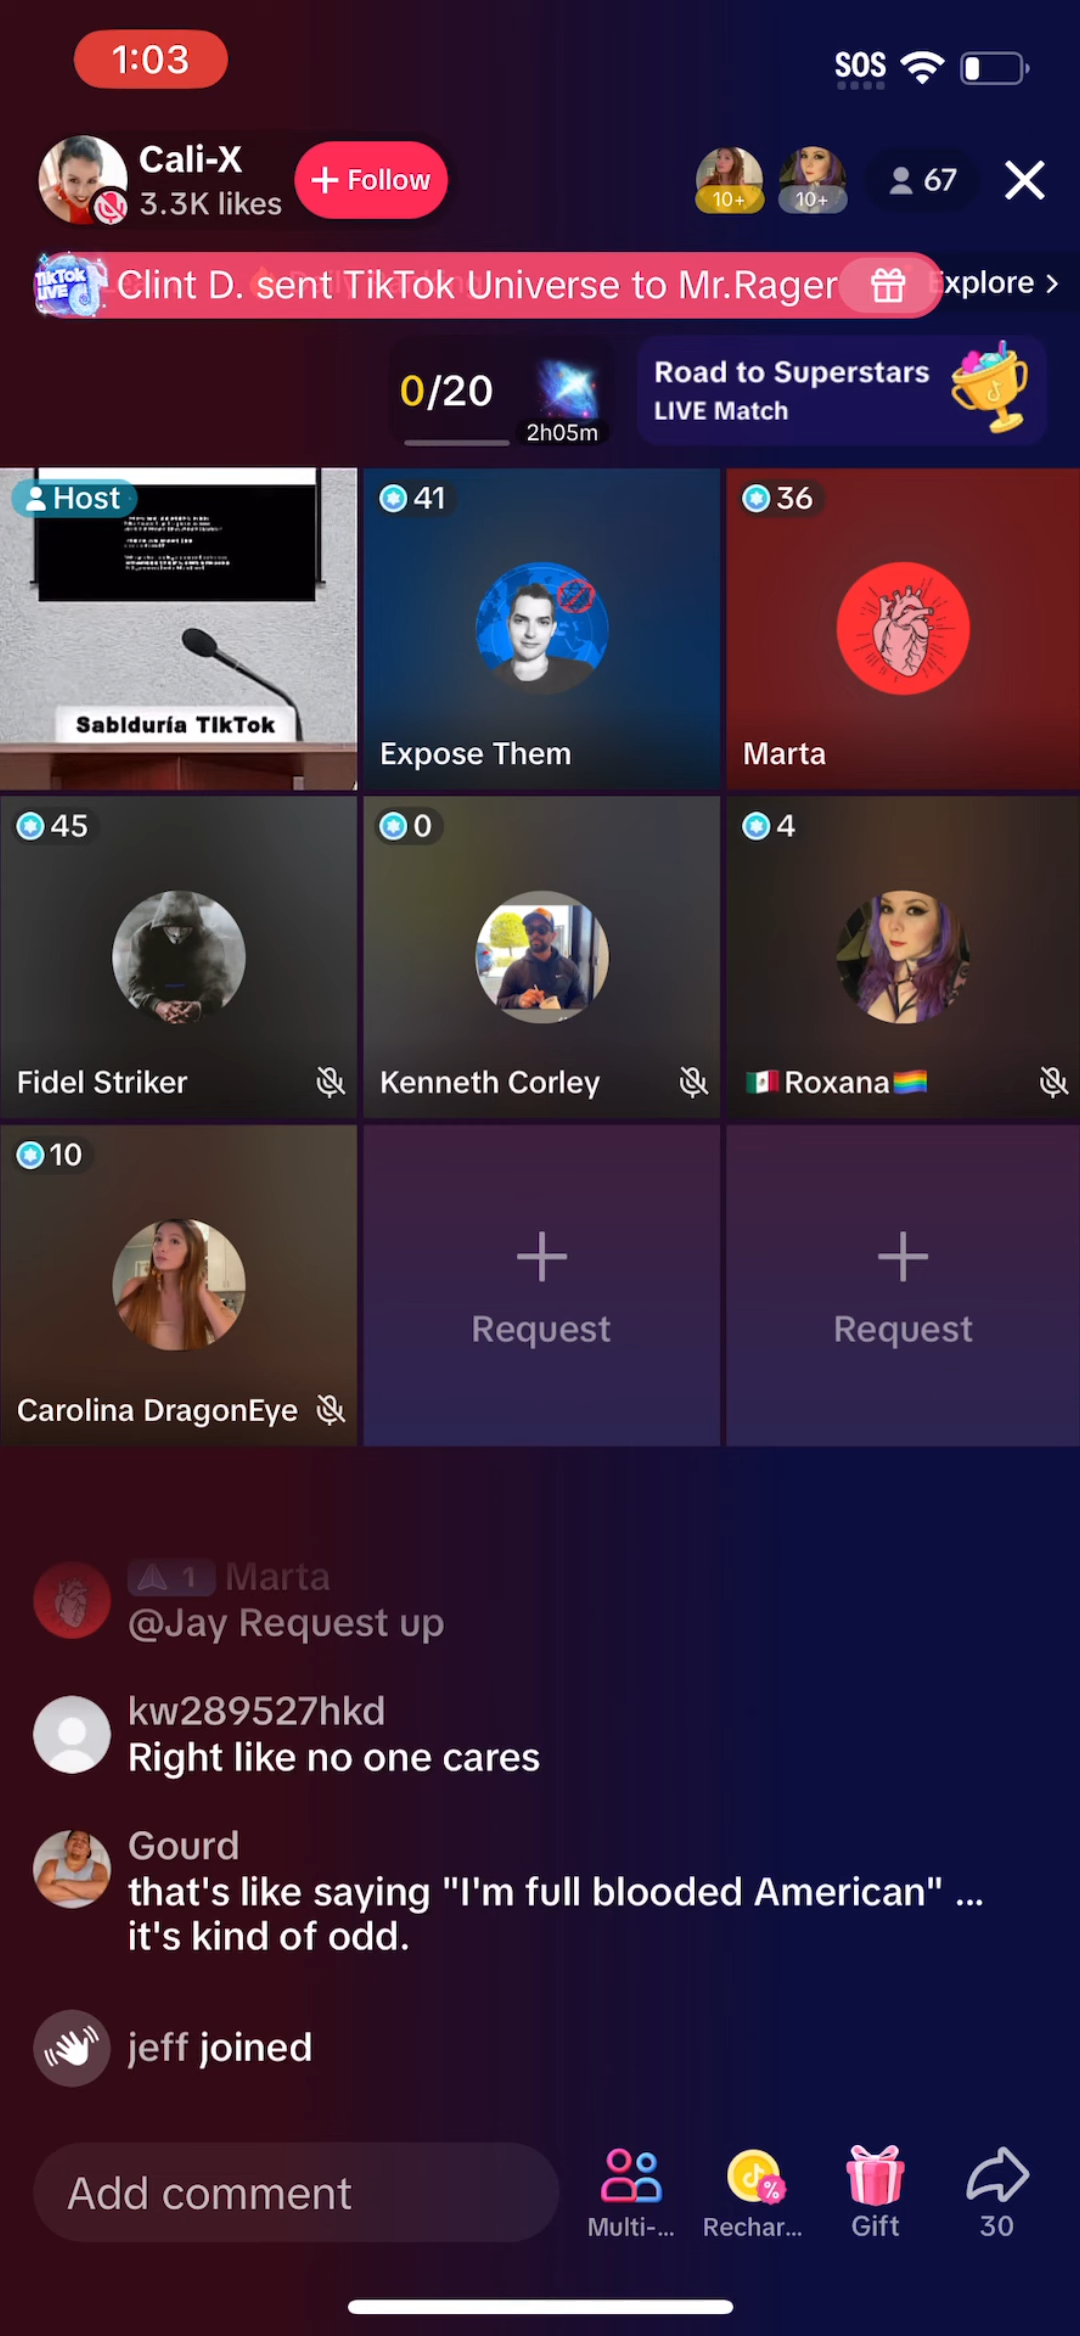 1:03
SOS
Cali-X
3.3K likes
+ Follow
10+
10+
67
TikTok
LIVE
Clint D. sent TikTok Universe to Mr.Rager
Explore >
0/20
2h05m
Road to Superstars
LIVE Match
Host
Sabiduría TikTok
41
Expose Them
36
Marta
45
Fidel Striker
0
Kenneth Corley
4
🇲🇽Roxana🏳️‍🌈
10
Carolina DragonEye
Request
Request
1 Marta
@Jay Request up
kw289527hkd
Right like no one cares
Gourd
that's like saying "I'm full blooded American" ...
it's kind of odd.
jeff joined
Add comment
Multi-...
Rechar...
Gift
30